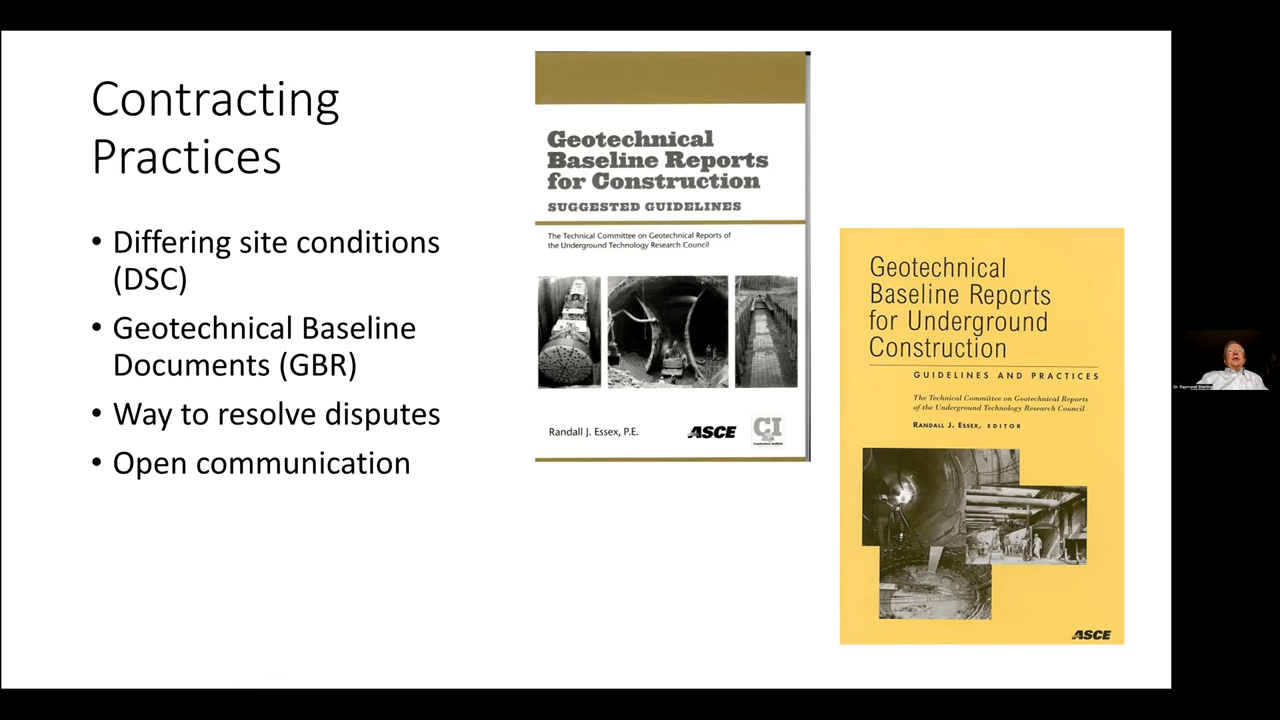 Contracting
Practices
• Differing site conditions
(DSC)
• Geotechnical Baseline
Documents (GBR)
• Way to resolve disputes
• Open communication
Geotechnical
Baseline Reports
for Construction
SUGGESTED GUIDELINES
The Technical Committee on Geotechnical Reports of
the Underground Technology Research Council
Randall J. Essex, P.E.
ASCE
CI
Geotechnical
Baseline Reports
for Underground
Construction
GUIDELINES AND PRACTICES
The Technical Committee on Geotechnical Reports
of the Underground Technology Research Council
RANDALL J. ESSEX, EDITOR
ASCE
Dr. Raymond Sterling